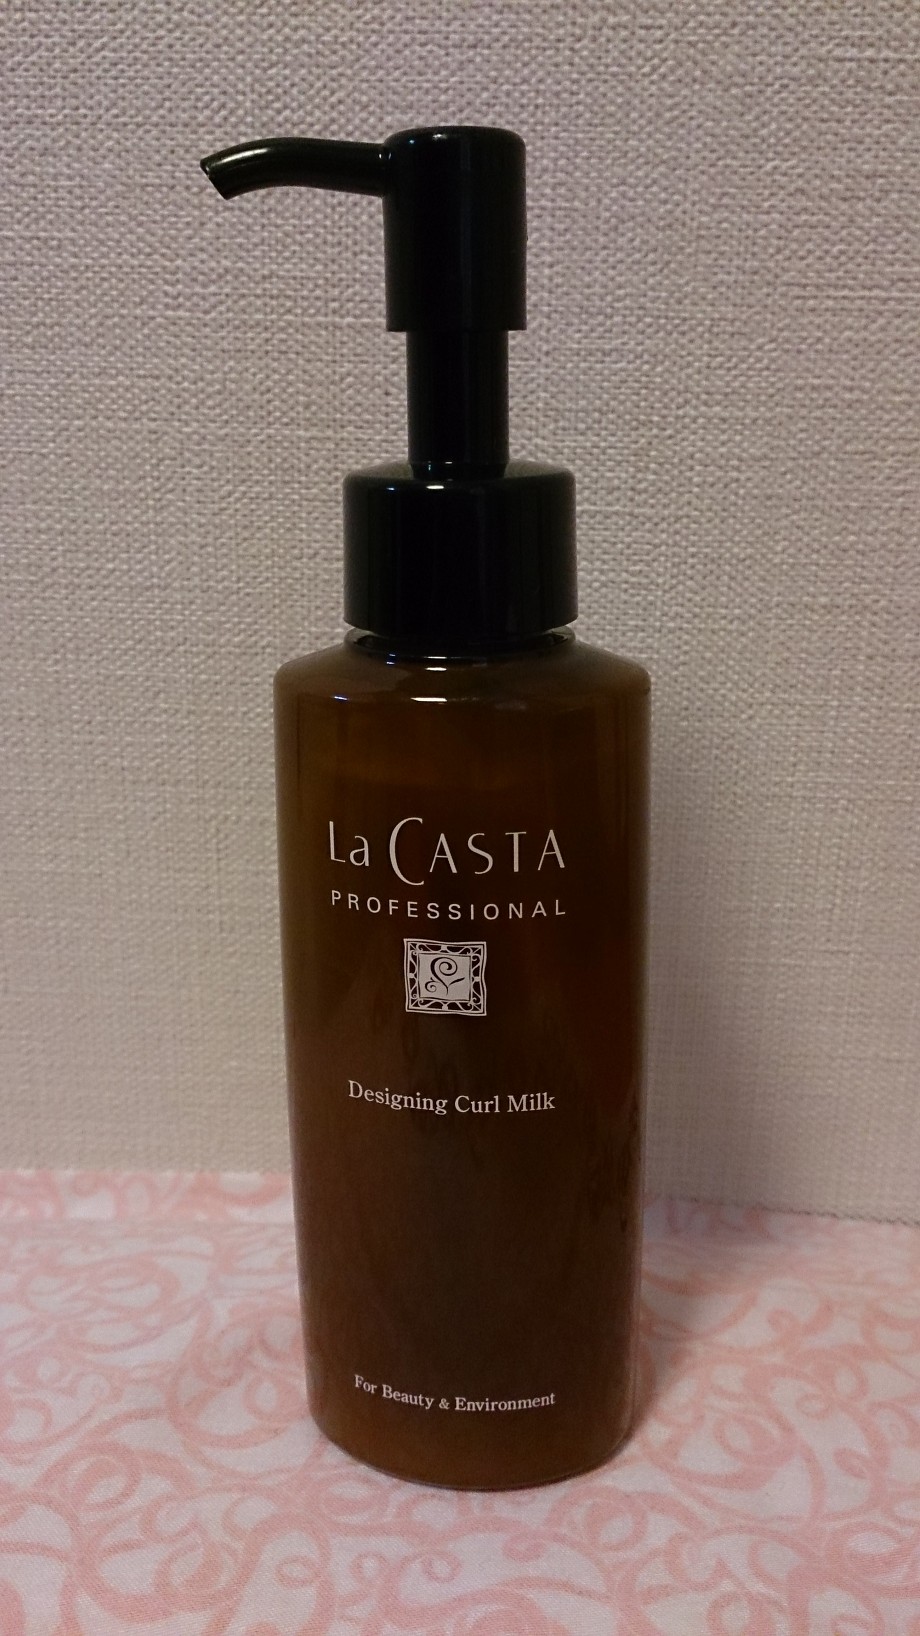 La CASTA
PROFESSIONAL
Designing Curl Milk
For Beauty & Environment